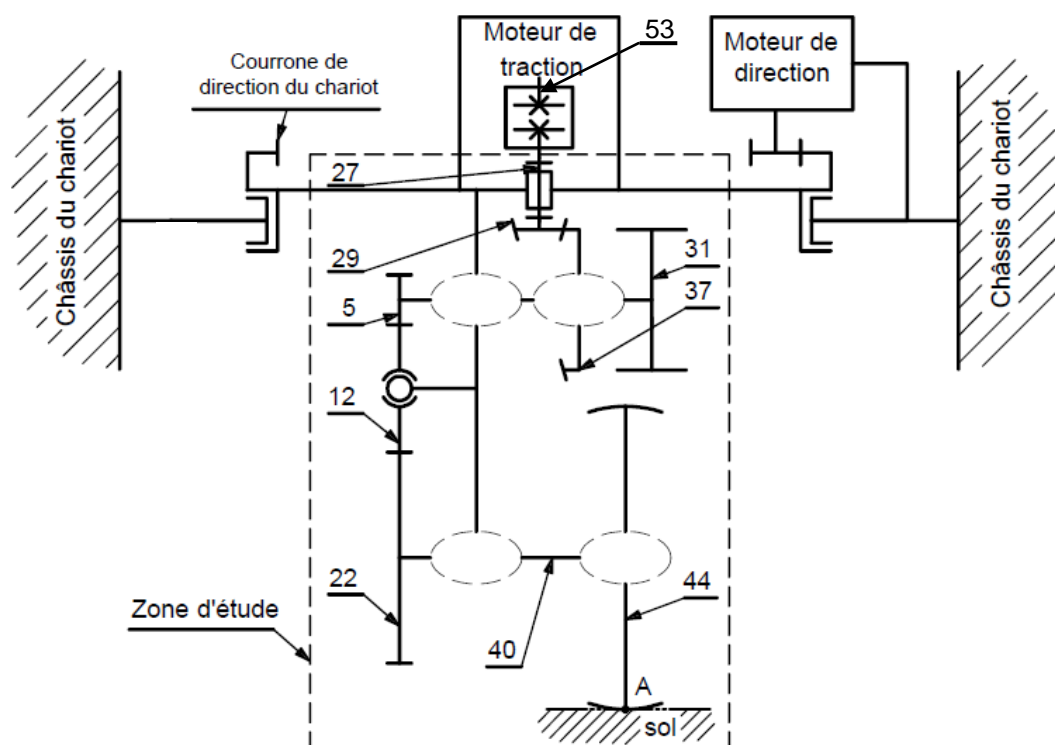 Moteur de
traction
53
Moteur de
direction
Courrone de
direction du chariot
Châssis du chariot
Châssis du chariot
27
29
31
37
5
12
22
40
44
Zone d'étude
A
sol